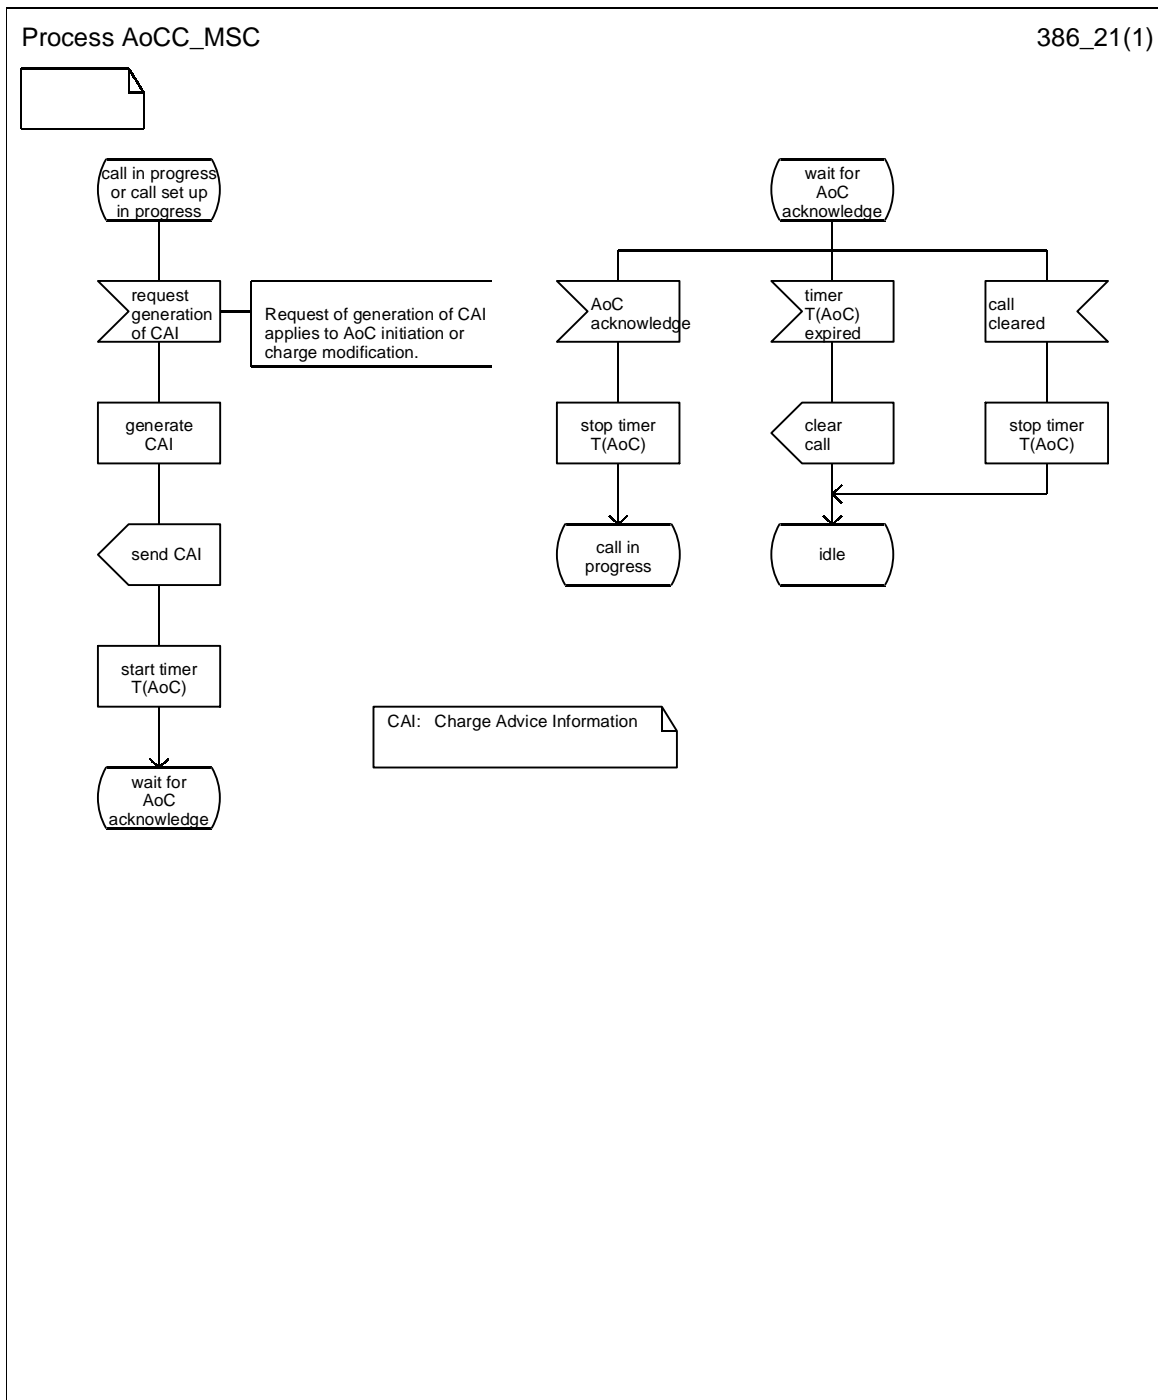 Process AoCC_MSC
386_21(1)
call in progress
or call set up
in progress
request
generation
of CAI
Request of generation of CAI
applies to AoC initiation or
charge modification.
generate
CAI
send CAI
start timer
T(AoC)
wait for
AoC
acknowledge
wait for
AoC
acknowledge
AoC
acknowledge
timer
T(AoC)
expired
call
cleared
stop timer
T(AoC)
clear
call
stop timer
T(AoC)
call in
progress
idle
CAI: Charge Advice Information